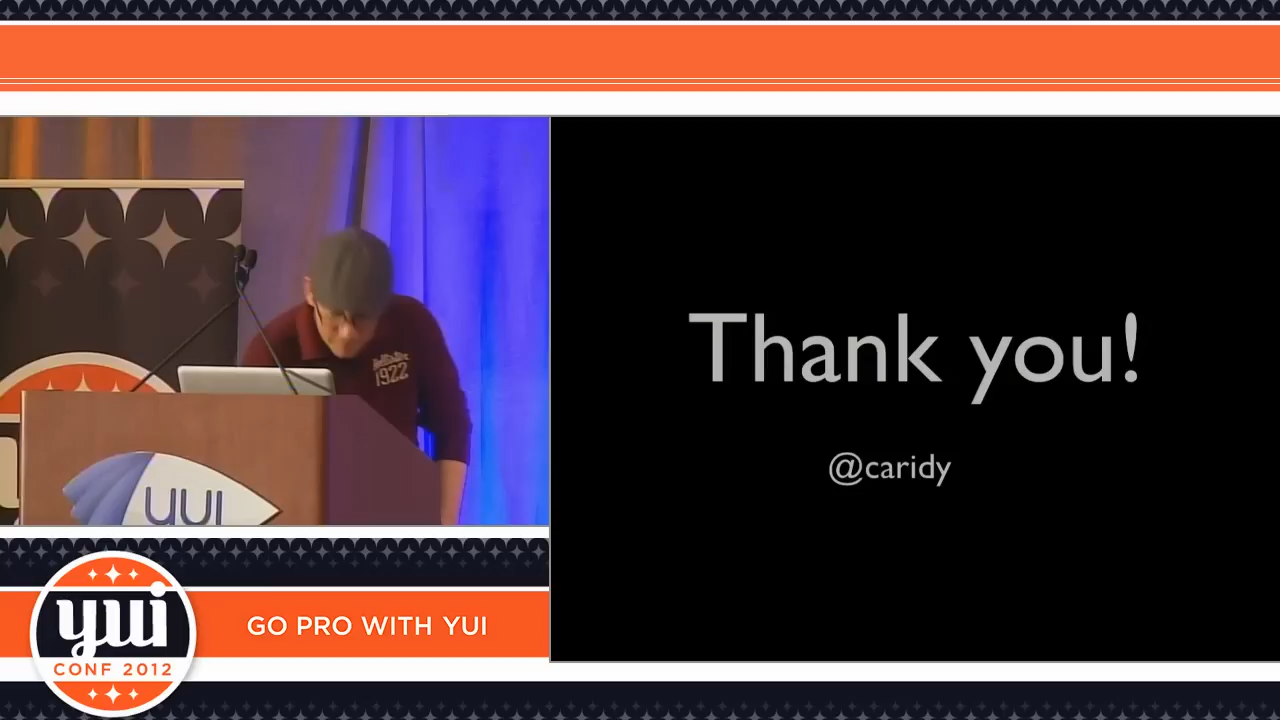 Thank you!
@caridy
1922
yui
yui
CONF 2012
GO PRO WITH YUI